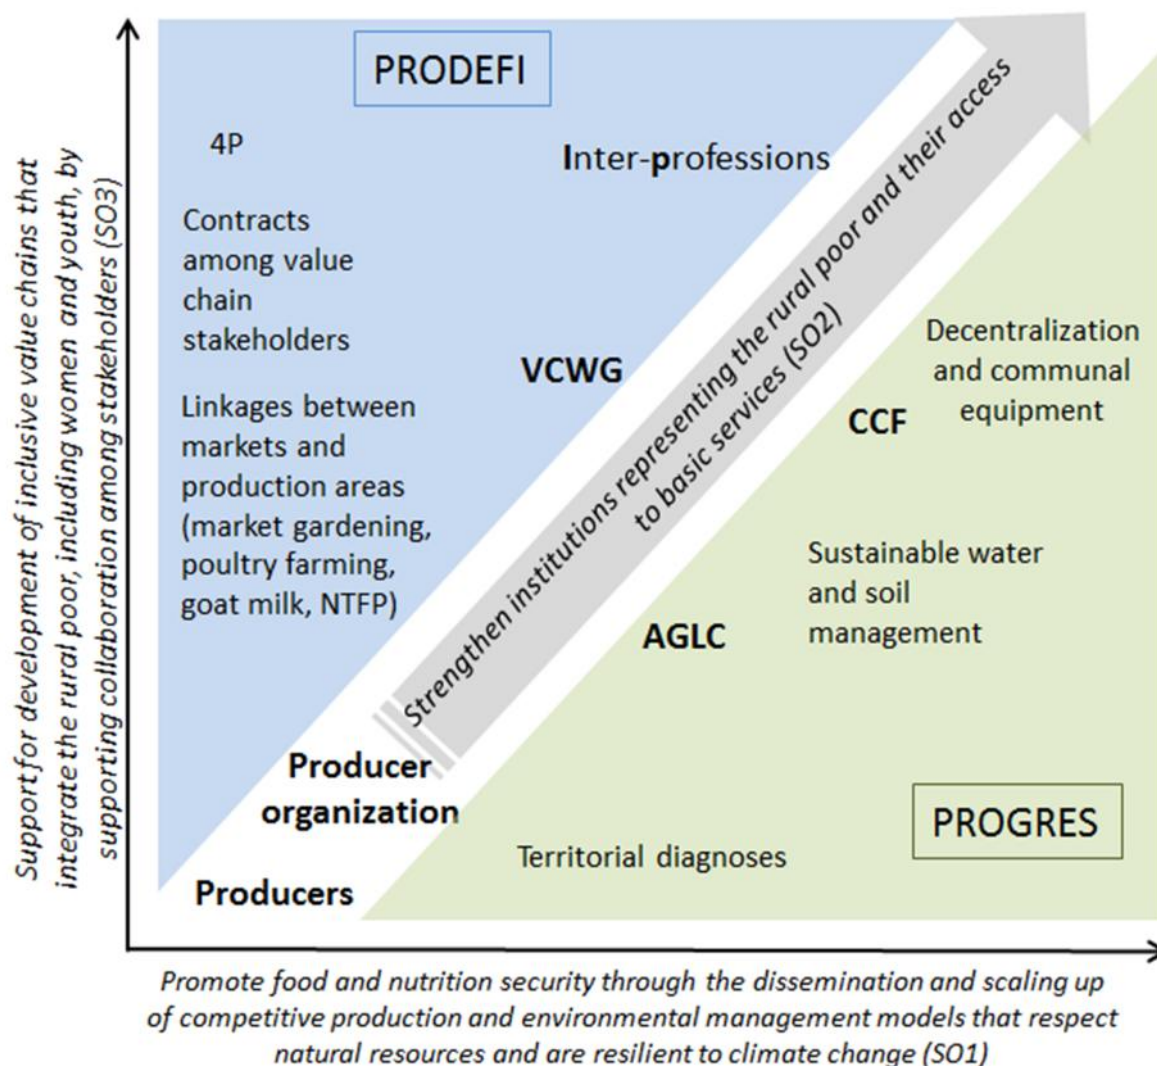 PRODEFI
4P
Inter-professions
Contracts
among value
chain
stakeholders
VCWG
Linkages between
markets and
production areas
(market gardening,
poultry farming,
goat milk, NTFP)
Strengthen institutions representing the rural poor and their access
to basic services (SO2)
Decentralization
and communal
equipment
CCF
Sustainable water
and soil
management
AGLC
Producer
organization
PROGRES
Territorial diagnoses
Producers
Support for development of inclusive value chains that
integrate the rural poor, including women and youth, by
supporting collaboration among stakeholders (SO3)
Promote food and nutrition security through the dissemination and scaling up
of competitive production and environmental management models that respect
natural resources and are resilient to climate change (SO1)